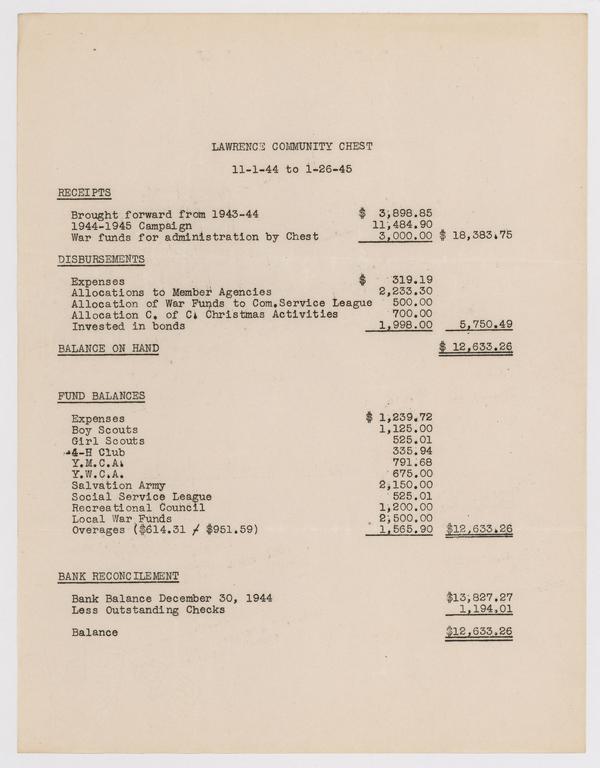 LAWRENCE COMMUNITY CHEST
11-1-44 to 1-26-45
RECEIPTS
Brought forward from 1943-44 $ 3,898.85
1944-1945 Campaign 11,484.90
War funds for administration by Chest 3,000.00 $ 18,383.75
DISBURSEMENTS
Expenses $ 319.19
Allocations to Member Agencies 2,233.30
Allocation of War Funds to Com.Service League 500.00
Allocation C. of C. Christmas Activities 700.00
Invested in bonds 1,998.00 5,750.49
BALANCE ON HAND $ 12,633.26
FUND BALANCES
Expenses $ 1,239.72
Boy Scouts 1,125.00
Girl Scouts 525.01
4-H Club 335.94
Y.M.C.A. 791.68
Y.W.C.A. 675.00
Salvation Army 2,150.00
Social Service League 525.01
Recreational Council 1,200.00
Local War Funds 2,500.00
Overages ($614.31 / $951.59) 1,565.90 $12,633.26
BANK RECONCILEMENT
Bank Balance December 30, 1944 $13,827.27
Less Outstanding Checks 1,194.01
Balance $12,633.26